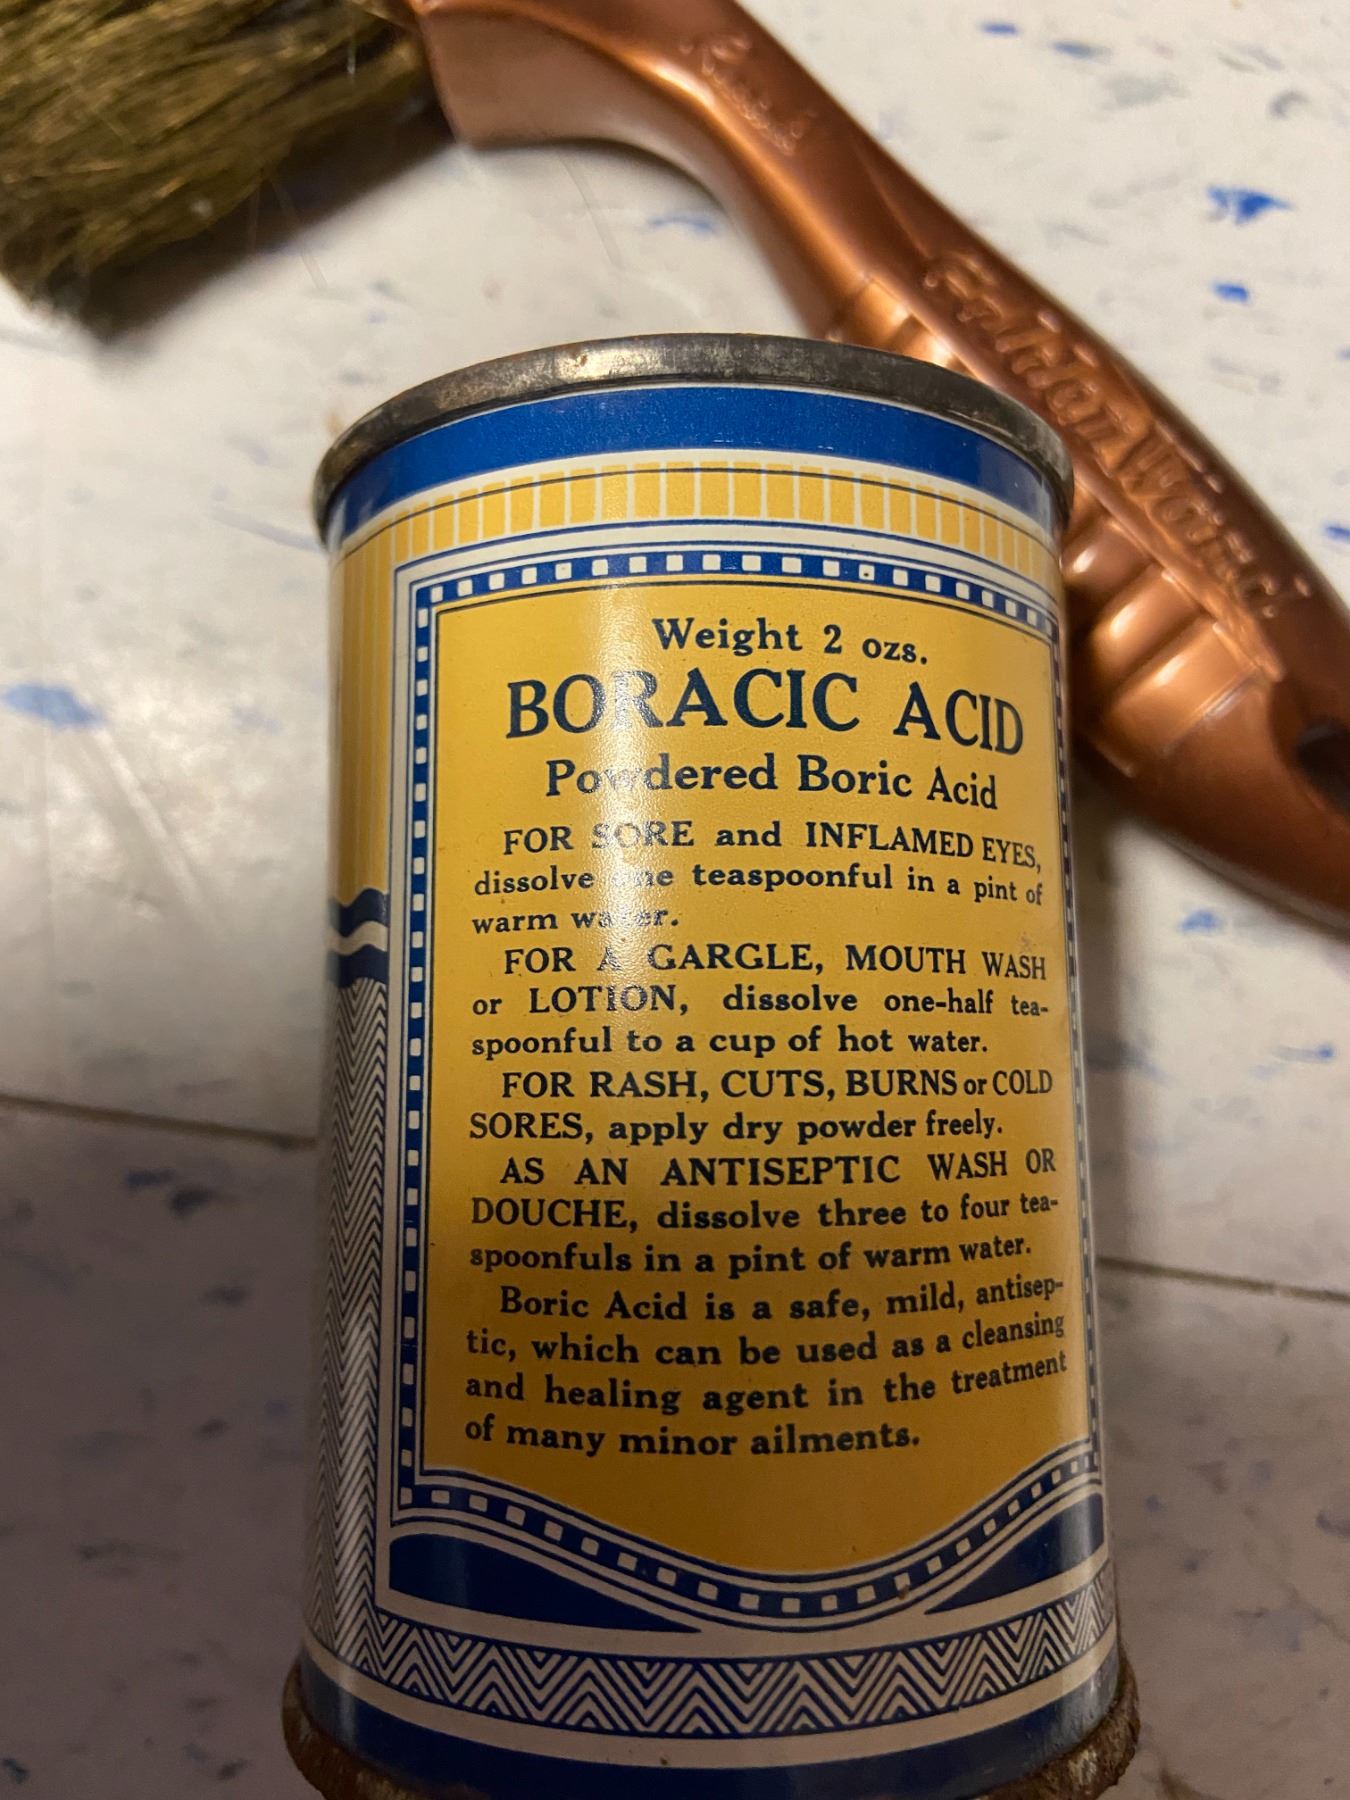 Golden Wand
Weight 2 ozs.
BORACIC ACID
Powdered Boric Acid
FOR SORE and INFLAMED EYES,
dissolve one teaspoonful in a pint of
warm water.
FOR A GARGLE, MOUTH WASH
or LOTION, dissolve one-half tea-
spoonful to a cup of hot water.
FOR RASH, CUTS, BURNS or COLD
SORES, apply dry powder freely.
AS AN ANTISEPTIC WASH OR
DOUCHE, dissolve three to four tea-
spoonfuls in a pint of warm water.
Boric Acid is a safe, mild, antisep-
tic, which can be used as a cleansing
and healing agent in the treatment
of many minor ailments.